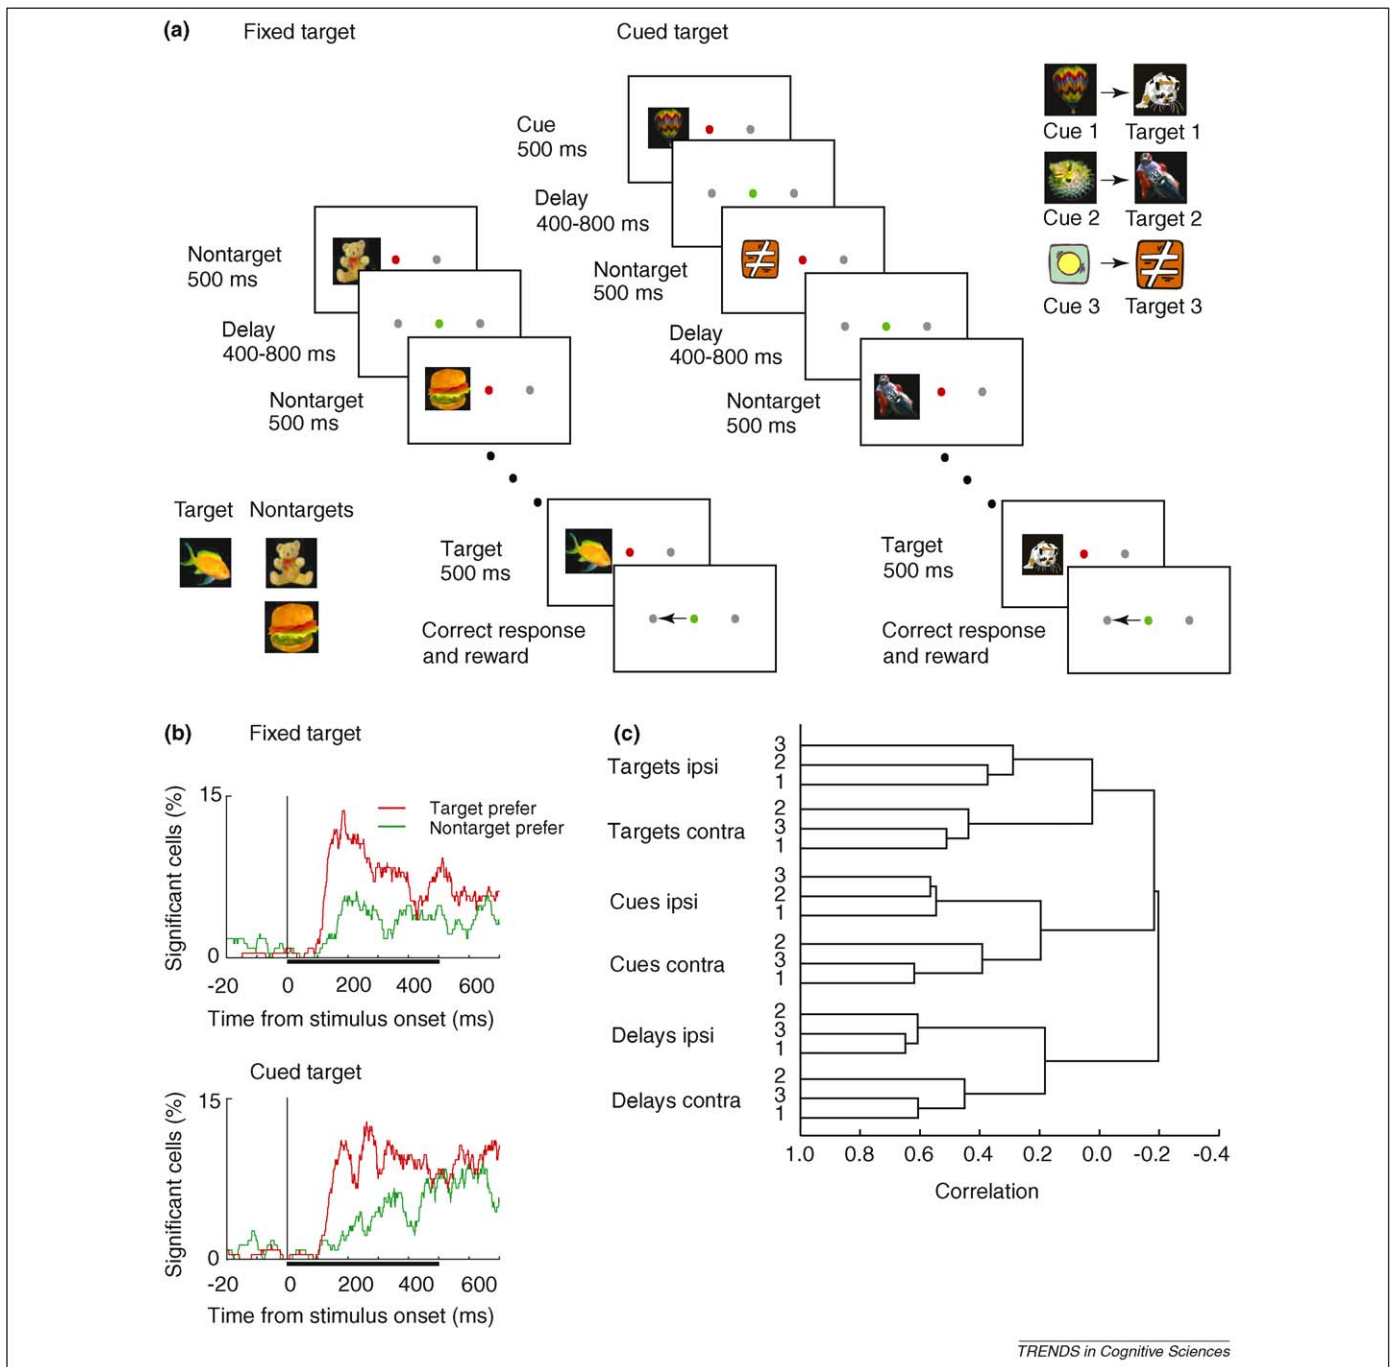 (a)
Fixed target
Cued target
Cue
500 ms
Delay
400-800 ms
Nontarget
500 ms
Delay
400-800 ms
Nontarget
500 ms
Target
500 ms
Correct response
and reward
Cue 1
Target 1
Cue 2
Target 2
Cue 3
Target 3
Nontarget
500 ms
Delay
400-800 ms
Nontarget
500 ms
Target
500 ms
Correct response
and reward
Target
Nontargets
(b)
Fixed target
Significant cells (%)
15
0
Target prefer
Nontarget prefer
-20 0 200 400 600
Time from stimulus onset (ms)
Cued target
Significant cells (%)
15
0
-20 0 200 400 600
Time from stimulus onset (ms)
(c)
Targets ipsi
3
2
1
Targets contra
2
3
1
Cues ipsi
3
2
1
Cues contra
2
3
1
Delays ipsi
2
3
1
Delays contra
2
3
1
1.0 0.8 0.6 0.4 0.2 0.0 -0.2 -0.4
Correlation
TRENDS in Cognitive Sciences